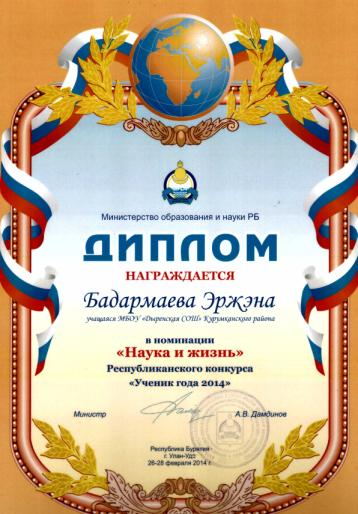 Министерство образования и науки РБ
ДИПЛОМ
НАГРАЖДАЕТСЯ
Бадармаева Эржэна
учащаяся МБОУ «Дыренская СОШ» Курумканского района
в номинации
«Наука и жизнь»
Республиканского конкурса
«Ученик года 2014»
Министр А.В. Дамдинов
Республика Бурятия
г. Улан-Удэ
26-28 февраля 2014 г.